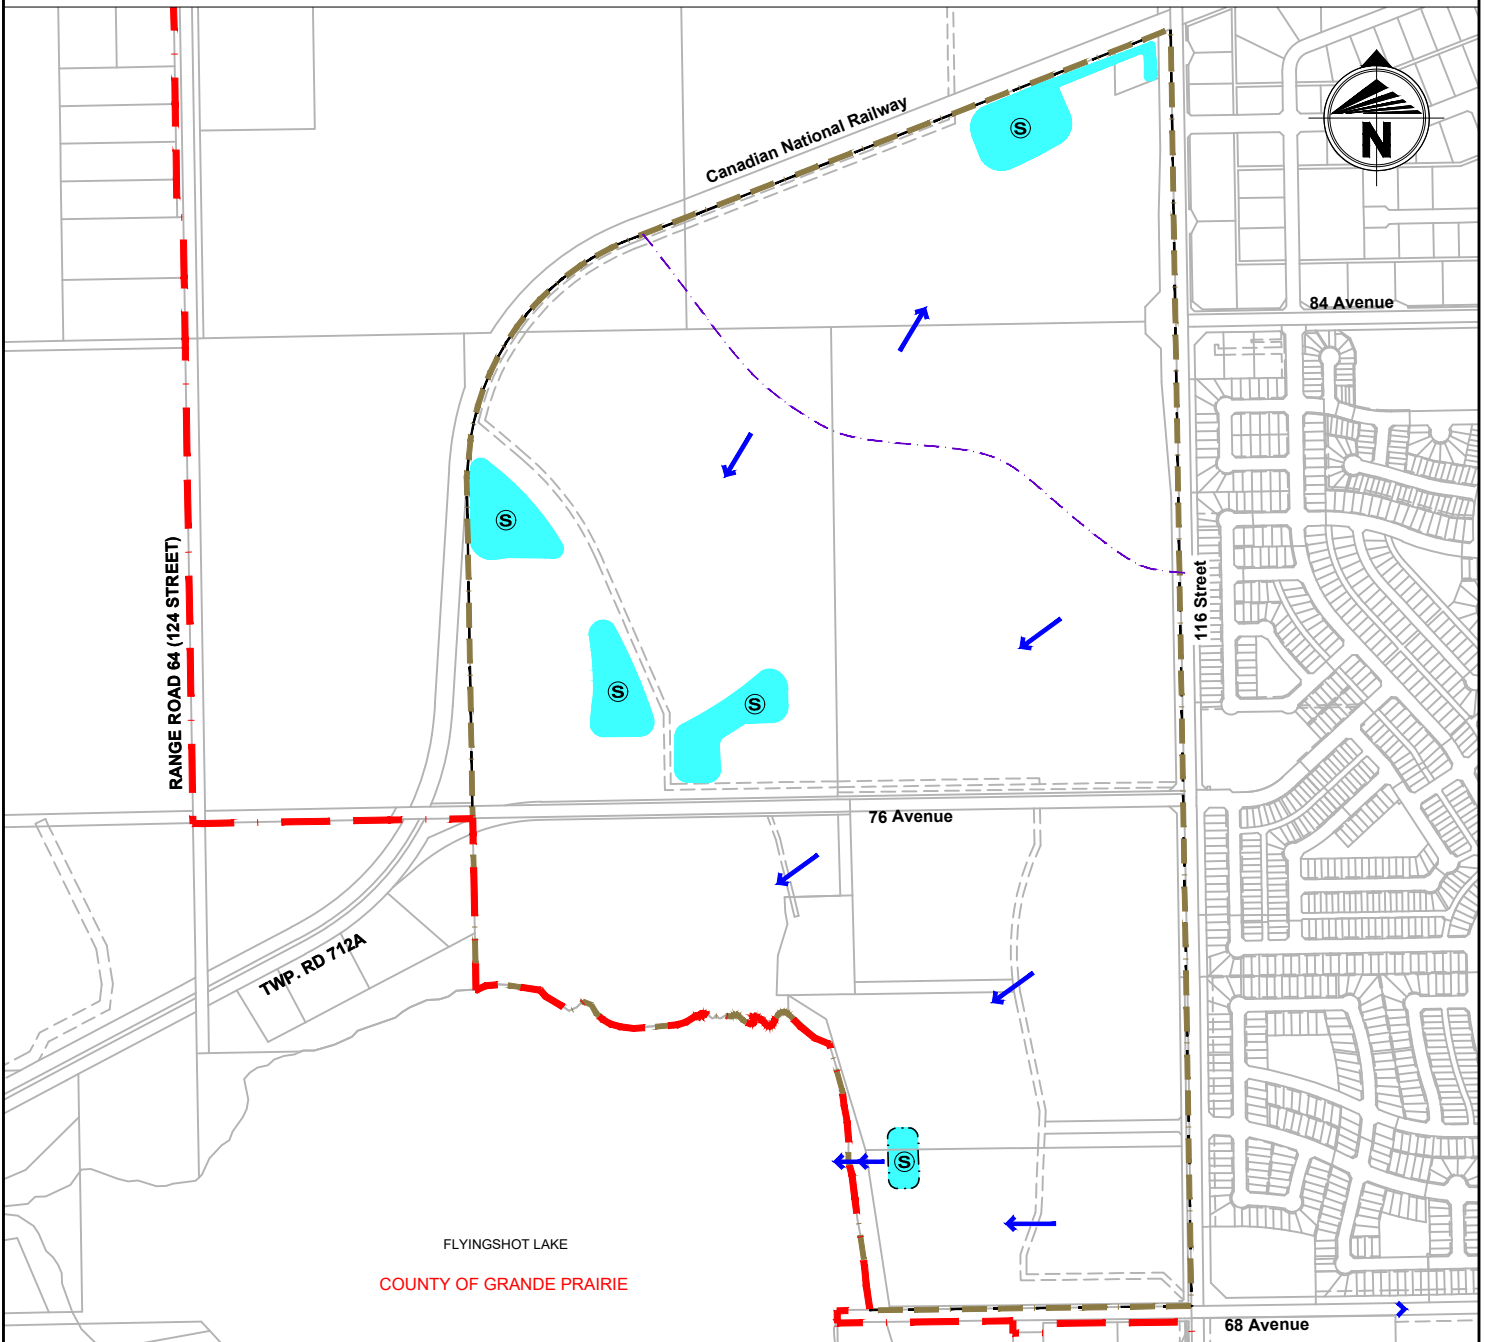 Canadian National Railway
S
N
84 Avenue
S
RANGE ROAD 64 (124 STREET)
116 Street
S
S
76 Avenue
TWP. RD 712A
S
FLYINGSHOT LAKE
COUNTY OF GRANDE PRAIRIE
68 Avenue